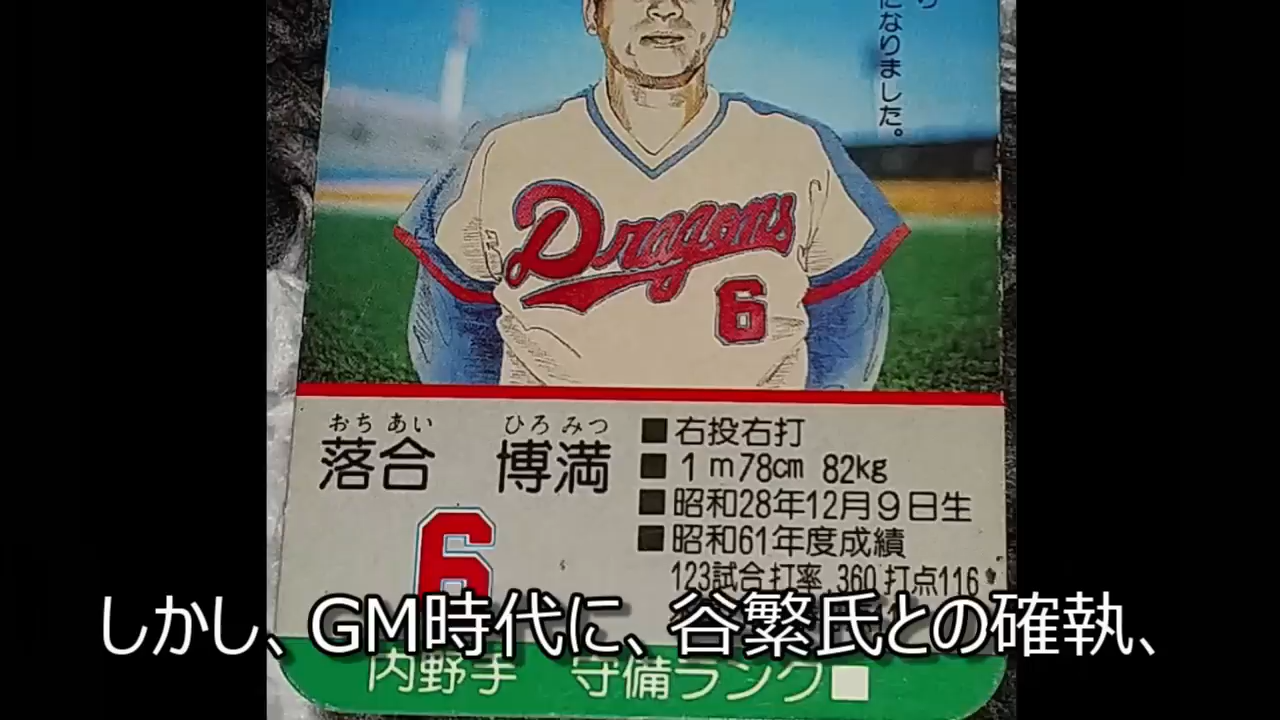 になりました。
Dragons
6
おちあい ひろみつ
落合 博満
6
■右投右打
■1m78cm 82kg
■昭和28年12月9日生
■昭和61年度成績
123試合打率.360打点116
しかし、GM時代に、谷繁氏との確執、
内野手 守備ランク■